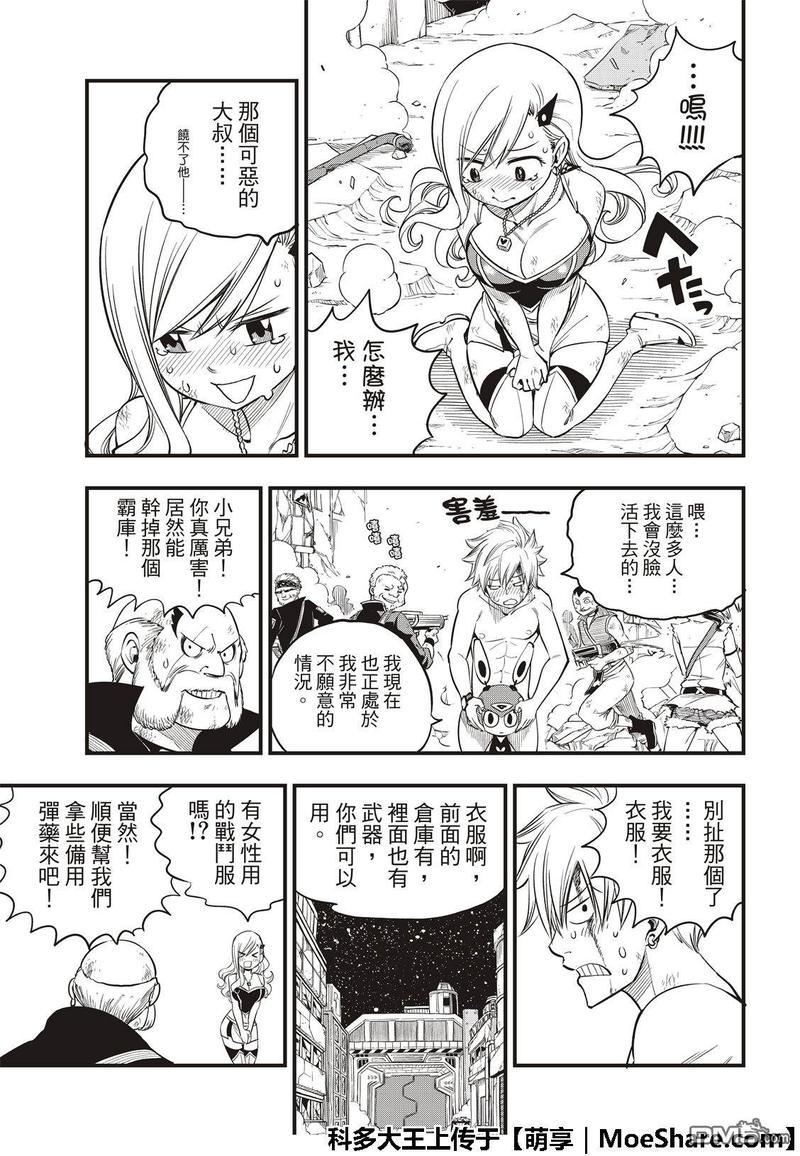 …嗚!!!!
ヘナっ
怎麼辦…
我…
那個可惡的
大叔……
饒不了他——…
喂…
這麼多人…
我會沒臉
活下去的…
害羞——
嘿
嘿
我現在
也正處於
我非常
不願意的
情況。
小兄弟!
你真厲害!
居然能
幹掉那個
霸庫!
別扯那個了
……
我要衣服!
衣服!
衣服啊,
前面的
倉庫有,
裡面也有
武器,
你們可以
用。
有女性用
的戰鬥服
嗎!?
當然!
順便幫我們
拿些備用
彈藥來吧!
科多大王上传于【萌享|MoeShare.com】